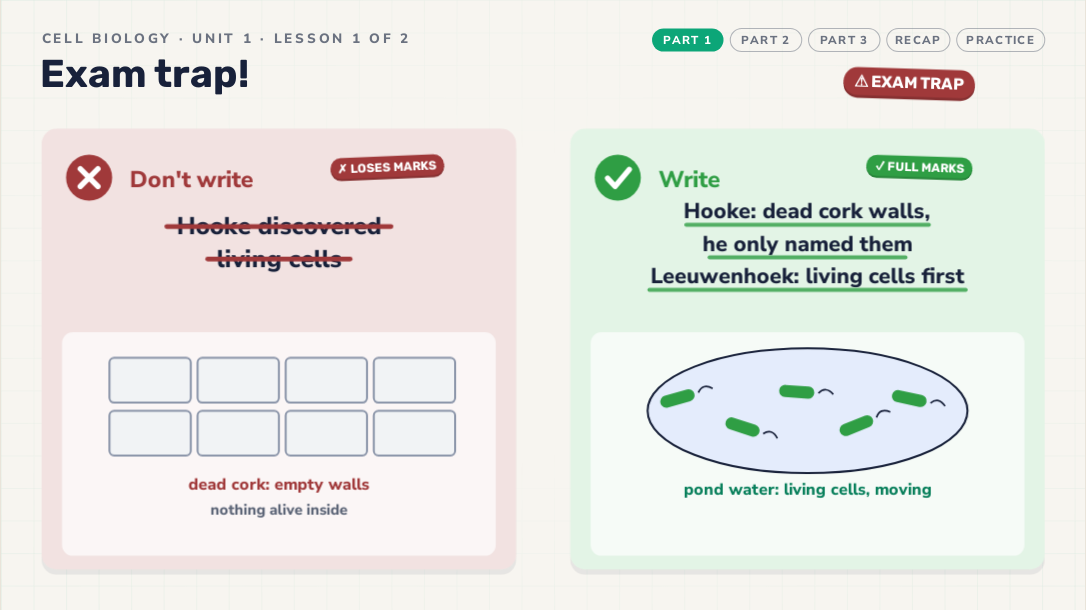 CELL BIOLOGY · UNIT 1 · LESSON 1 OF 2
PART 1
PART 2
PART 3
RECAP
PRACTICE
Exam trap!
⚠ EXAM TRAP
Don't write
✗ LOSES MARKS
Hooke discovered
living cells
dead cork: empty walls
nothing alive inside
Write
✓ FULL MARKS
Hooke: dead cork walls,
he only named them
Leeuwenhoek: living cells first
pond water: living cells, moving